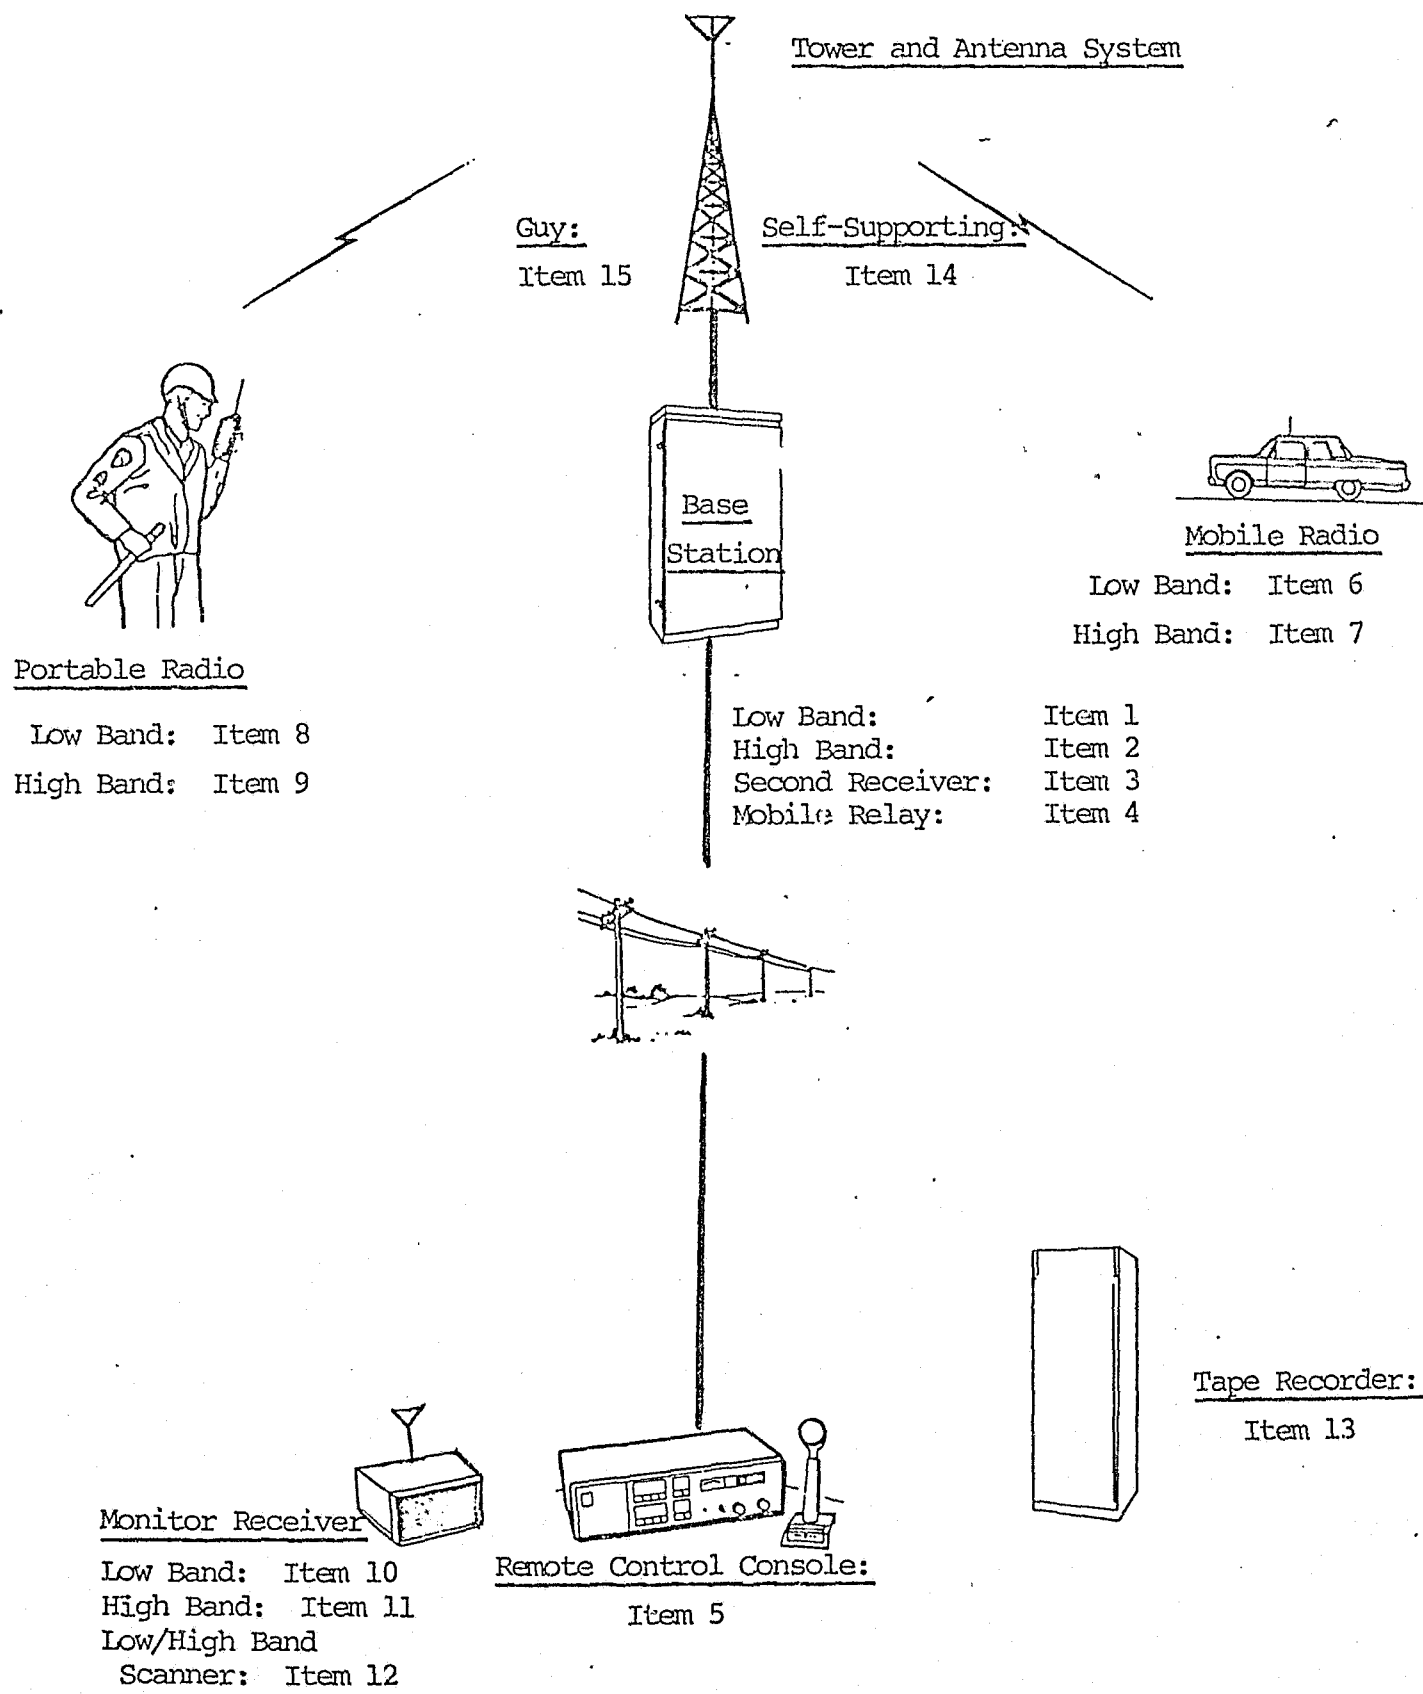 Tower and Antenna System
Guy:
Item 15
Self-Supporting:
Item 14
Base
Station
Mobile Radio
Low Band: Item 6
High Band: Item 7
Portable Radio
Low Band: Item 8
High Band: Item 9
Low Band: Item 1
High Band: Item 2
Second Receiver: Item 3
Mobile Relay: Item 4
Tape Recorder:
Item 13
Monitor Receiver
Low Band: Item 10
High Band: Item 11
Low/High Band
Scanner: Item 12
Remote Control Console:
Item 5